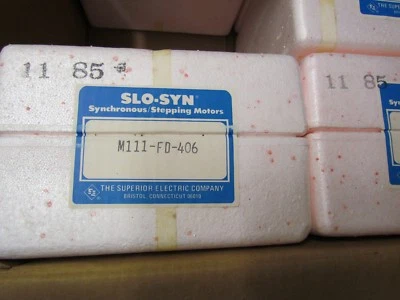 11 85
SLO-SYN®
Synchronous/Stepping Motors
M111-FD-406
THE SUPERIOR ELECTRIC COMPANY
BRISTOL, CONNECTICUT 06010
11 85